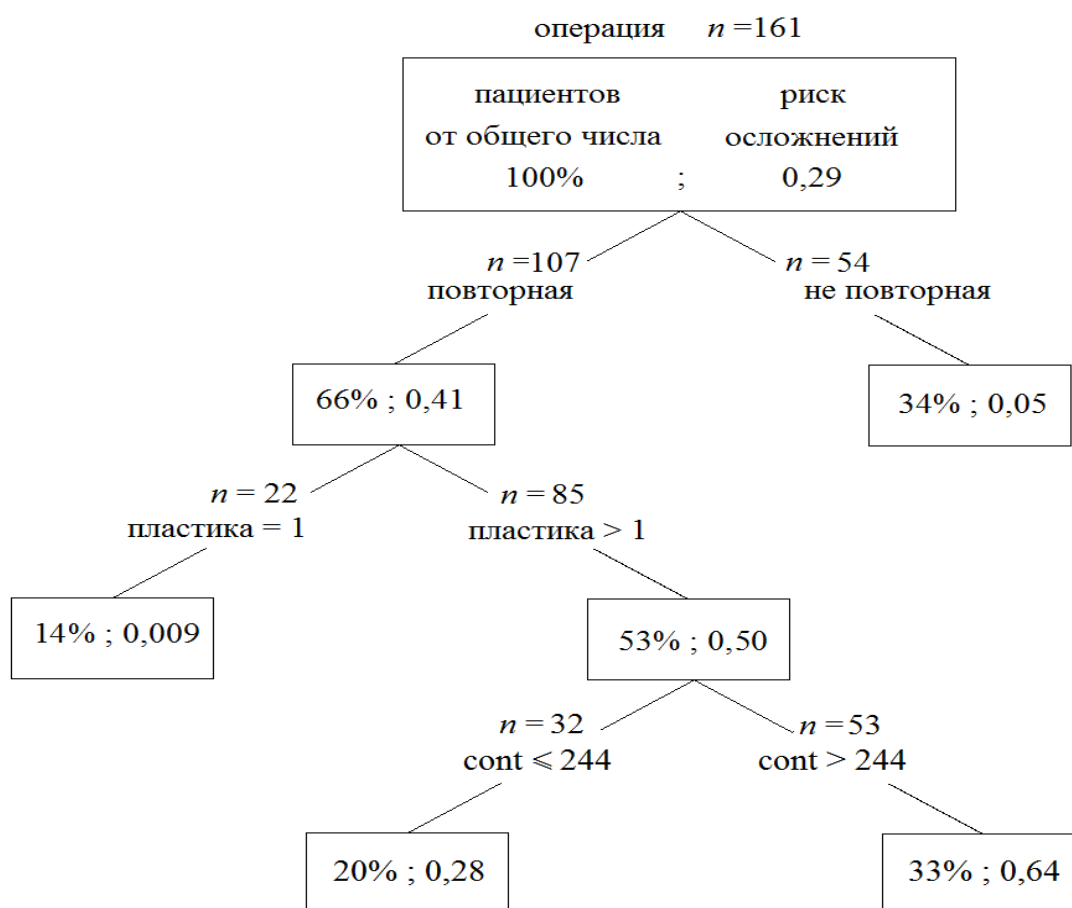 операция n =161
пациентов риск
от общего числа осложнений
100% ; 0,29
n =107 n = 54
повторная не повторная
66% ; 0,41 34% ; 0,05
n = 22 n = 85
пластика = 1 пластика > 1
14% ; 0,009 53% ; 0,50
n = 32 n = 53
cont ⩽ 244 cont > 244
20% ; 0,28 33% ; 0,64